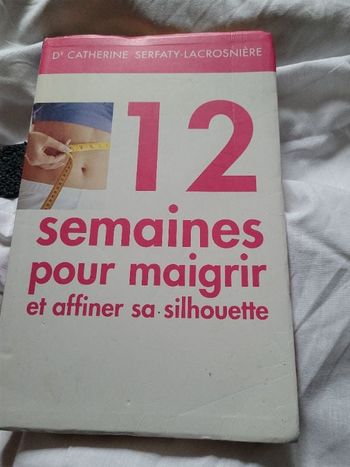 Dr CATHERINE SERFATY-LACROSNIÈRE
12
semaines
pour maigrir
et affiner sa silhouette